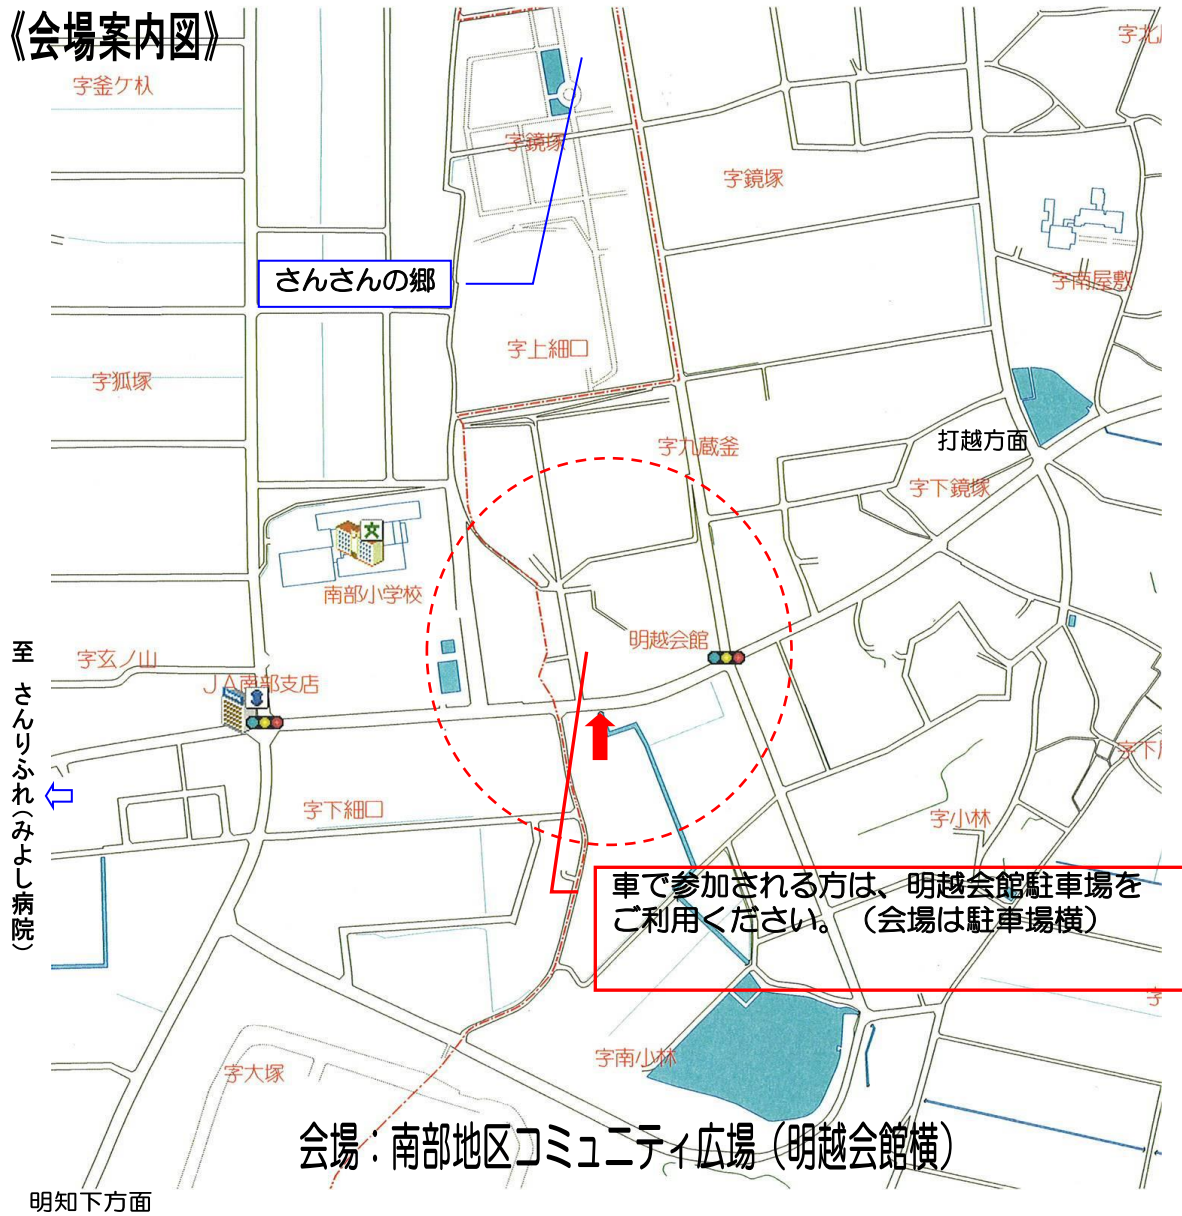 《会場案内図》
字釜ケ杁
字鏡塚
字鏡塚
さんさんの郷
字南屋敷
字上細口
字狐塚
字九蔵釜
打越方面
字下鏡塚
南部小学校
明越会館
字玄ノ山
JA南部支店
至 さんりふれ(みよし病院)
字下細口
字小林
車で参加される方は、明越会館駐車場を
ご利用ください。(会場は駐車場横)
字南小林
字大塚
会場:南部地区コミュニティ広場(明越会館横)
明知下方面